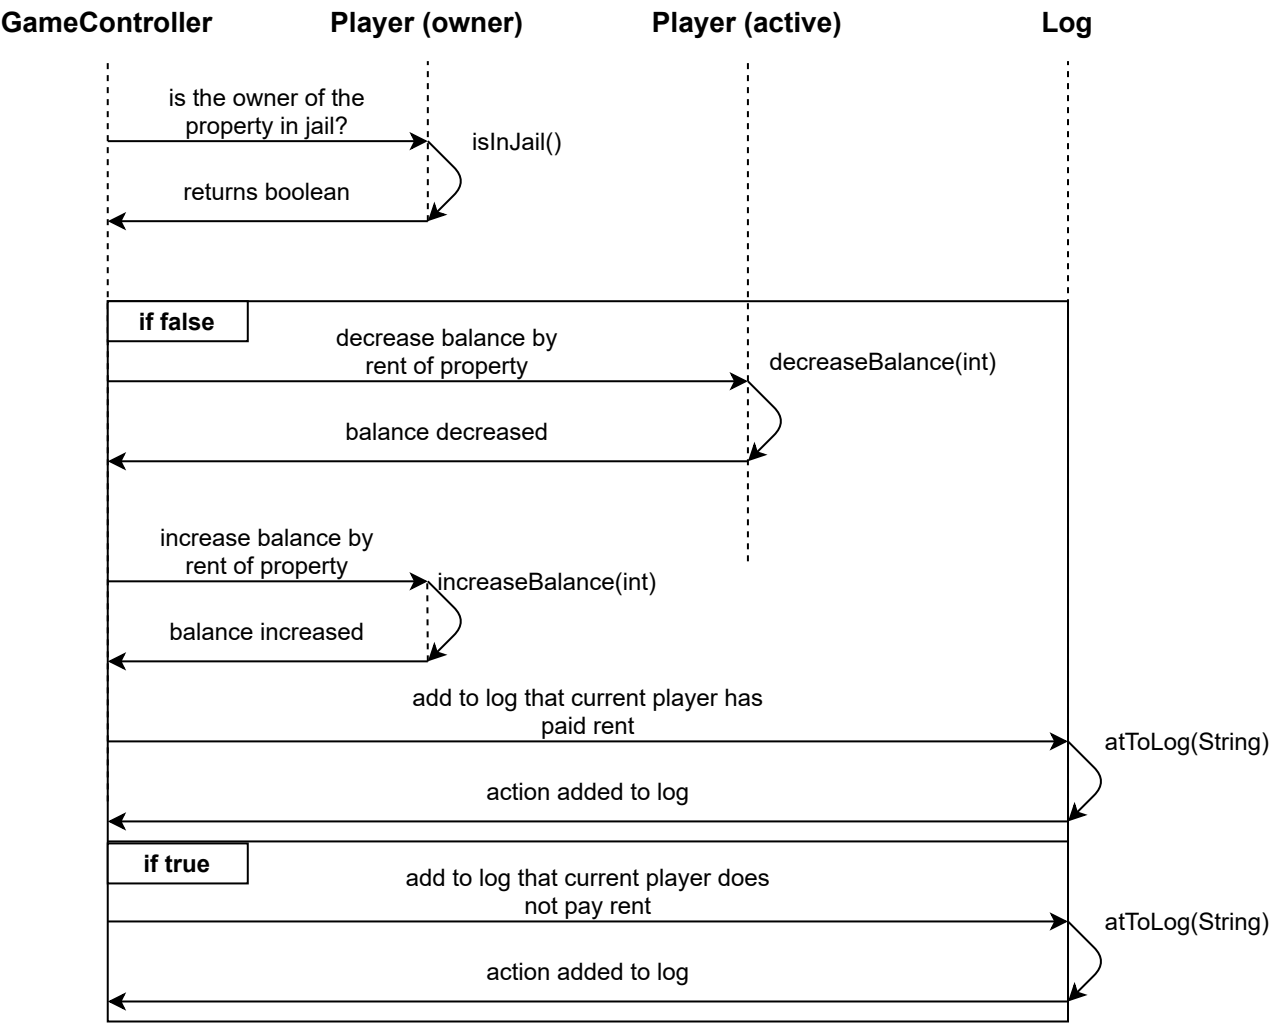 GameController
Player (owner)
Player (active)
Log
is the owner of the
property in jail?
isInJail()
returns boolean
if false
decrease balance by
rent of property
decreaseBalance(int)
balance decreased
increase balance by
rent of property
increaseBalance(int)
balance increased
add to log that current player has
paid rent
atToLog(String)
action added to log
if true
add to log that current player does
not pay rent
atToLog(String)
action added to log